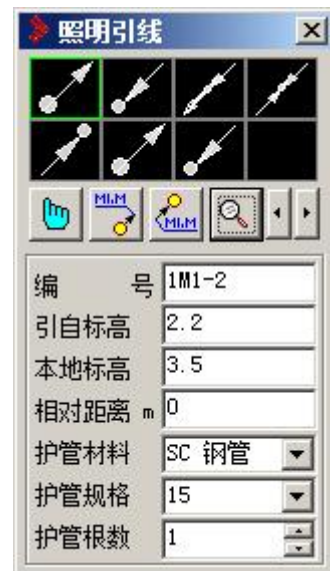 照明引线
MI.M
MI.M
编 号 1M1-2
引自标高 2.2
本地标高 3.5
相对距离 m 0
护管材料 SC 钢管
护管规格 15
护管根数 1